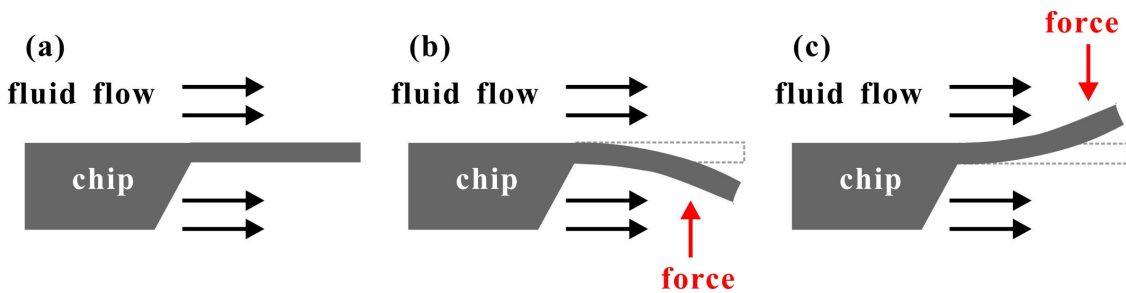 (a)
fluid flow
chip
(b)
fluid flow
chip
force
(c)
force
fluid flow
chip